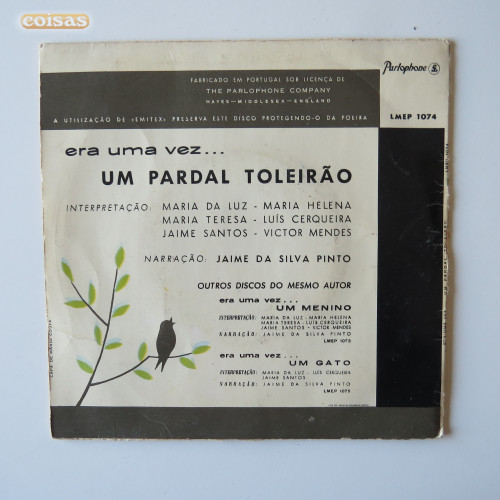 coisas
FABRICADO EM PORTUGAL SOB LICENÇA DE
THE PARLOPHONE COMPANY
HAYES—MIDDLESEX—ENGLAND
A UTILIZAÇÃO DE «EMITEX» PRESERVA ESTE DISCO PROTEGENDO-O DA POEIRA
Parlophone
LMEP 1074
era uma vez...
UM PARDAL TOLEIRÃO
INTERPRETAÇÃO: MARIA DA LUZ - MARIA HELENA
MARIA TERESA - LUÍS CERQUEIRA
JAIME SANTOS - VICTOR MENDES
NARRAÇÃO: JAIME DA SILVA PINTO
OUTROS DISCOS DO MESMO AUTOR
era uma vez...
UM MENINO
INTERPRETAÇÃO: MARIA DA LUZ - MARIA HELENA
MARIA TERESA - LUÍS CERQUEIRA
JAIME SANTOS - VICTOR MENDES
NARRAÇÃO: JAIME DA SILVA PINTO
era uma vez...
UM GATO
INTERPRETAÇÃO: MARIA DA LUZ - LUÍS CERQUEIRA
JAIME SANTOS
NARRAÇÃO: JAIME DA SILVA PINTO